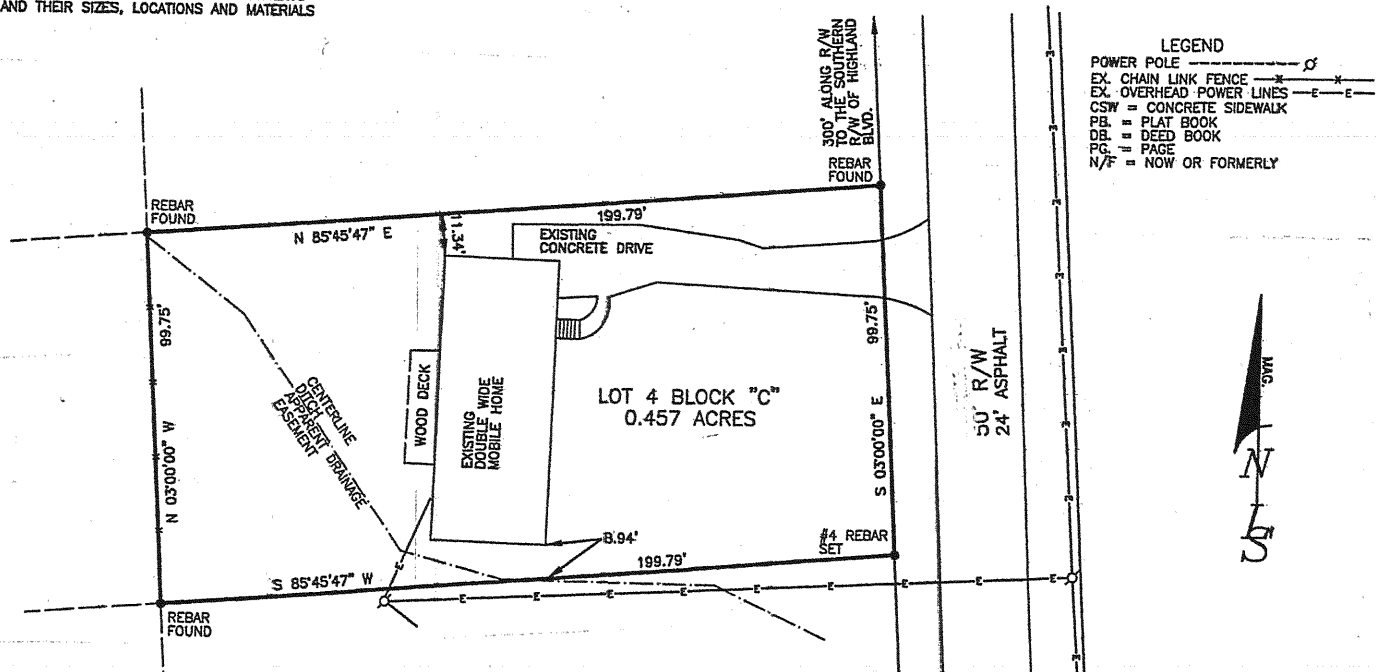 AND THEIR SIZES, LOCATIONS AND MATERIALS
300' ALONG R/W
TO THE SOUTHERN
R/W OF HIGHLAND
BLVD.
LEGEND
POWER POLE
EX. CHAIN LINK FENCE x x
EX. OVERHEAD POWER LINES E E
CSW = CONCRETE SIDEWALK
PB. = PLAT BOOK
DB. = DEED BOOK
PG. = PAGE
N/F = NOW OR FORMERLY
REBAR
FOUND
REBAR
FOUND
N 85°45'47" E
199.79'
11.34'
EXISTING
CONCRETE DRIVE
99.75'
N 03°00'00" W
CENTERLINE
DITCH
APPARENT DRAINAGE
EASEMENT
WOOD DECK
EXISTING
DOUBLE WIDE
MOBILE HOME
LOT 4 BLOCK "C"
0.457 ACRES
99.75'
S 03°00'00" E
50' R/W
24' ASPHALT
MAG.
N
S
8.94'
#4 REBAR
SET
S 85°45'47" W
199.79'
E E E E E E E E E
REBAR
FOUND